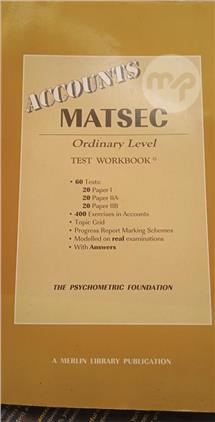 ACCOUNTS
mp
MATSEC
Ordinary Level
TEST WORKBOOK
• 60 Tests:
20 Paper I
20 Paper IIA
20 Paper IIB
• 400 Exercises in Accounts
• Topic Grid
• Progress Report Marking Schemes
• Modelled on real examinations
• With Answers
THE PSYCHOMETRIC FOUNDATION
A MERLIN LIBRARY PUBLICATION